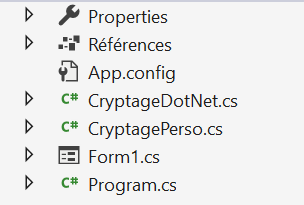 Properties
Références
App.config
C# CryptageDotNet.cs
C# CryptagePerso.cs
Form1.cs
C# Program.cs